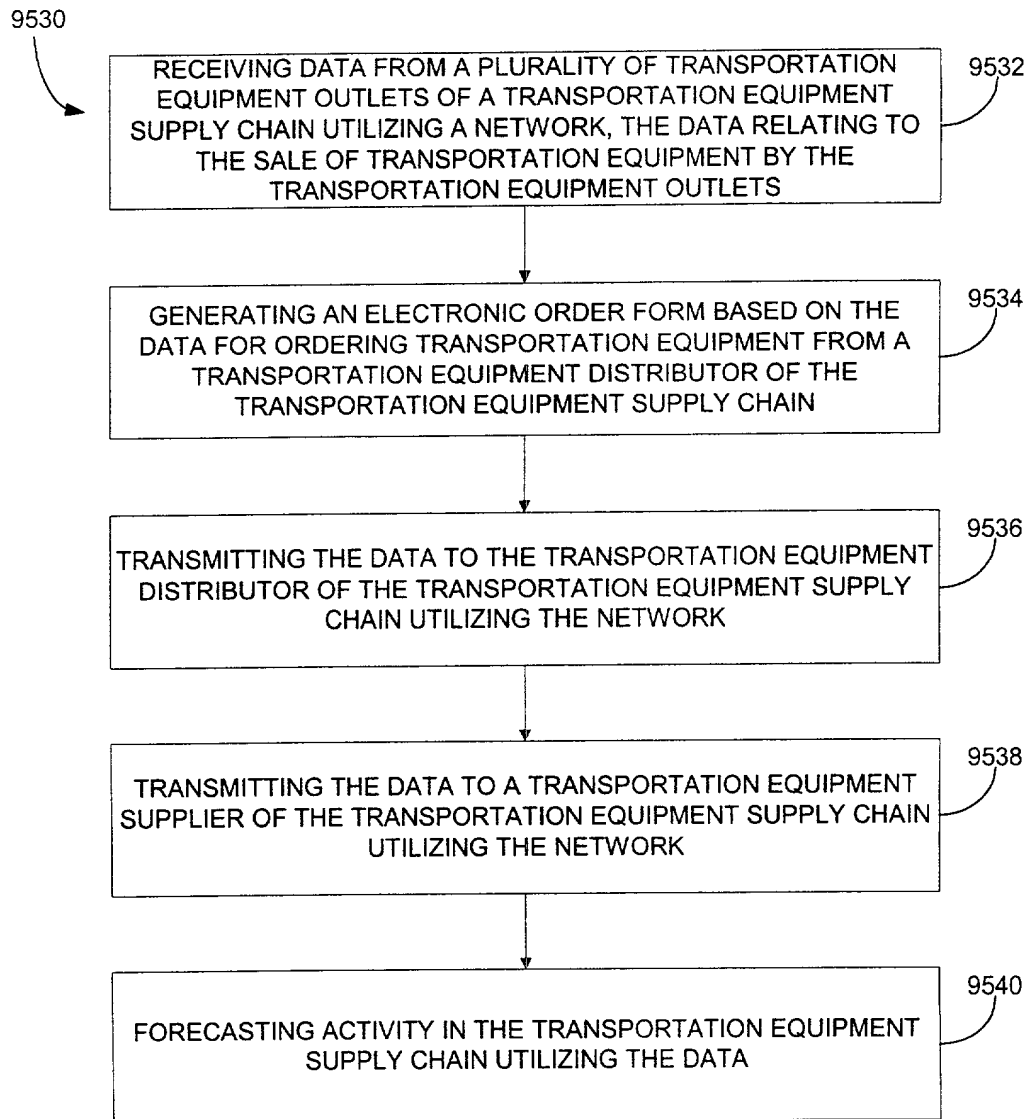 9530
RECEIVING DATA FROM A PLURALITY OF TRANSPORTATION
EQUIPMENT OUTLETS OF A TRANSPORTATION EQUIPMENT
SUPPLY CHAIN UTILIZING A NETWORK, THE DATA RELATING TO
THE SALE OF TRANSPORTATION EQUIPMENT BY THE
TRANSPORTATION EQUIPMENT OUTLETS
9532
GENERATING AN ELECTRONIC ORDER FORM BASED ON THE
DATA FOR ORDERING TRANSPORTATION EQUIPMENT FROM A
TRANSPORTATION EQUIPMENT DISTRIBUTOR OF THE
TRANSPORTATION EQUIPMENT SUPPLY CHAIN
9534
TRANSMITTING THE DATA TO THE TRANSPORTATION EQUIPMENT
DISTRIBUTOR OF THE TRANSPORTATION EQUIPMENT SUPPLY
CHAIN UTILIZING THE NETWORK
9536
TRANSMITTING THE DATA TO A TRANSPORTATION EQUIPMENT
SUPPLIER OF THE TRANSPORTATION EQUIPMENT SUPPLY CHAIN
UTILIZING THE NETWORK
9538
FORECASTING ACTIVITY IN THE TRANSPORTATION EQUIPMENT
SUPPLY CHAIN UTILIZING THE DATA
9540